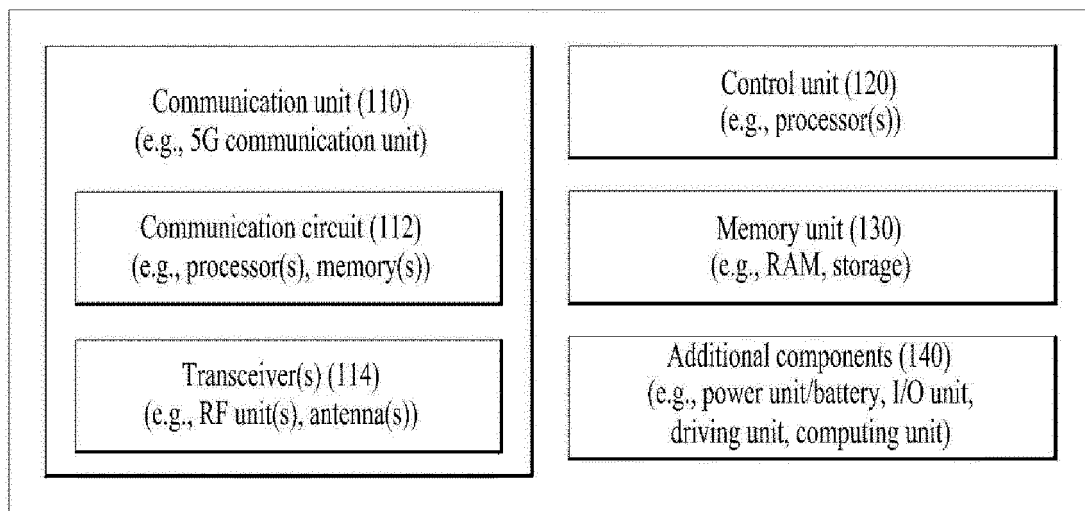 Communication unit (110)
(e.g., 5G communication unit)
Communication circuit (112)
(e.g., processor(s), memory(s))
Transceiver(s) (114)
(e.g., RF unit(s), antenna(s))
Control unit (120)
(e.g., processor(s))
Memory unit (130)
(e.g., RAM, storage)
Additional components (140)
(e.g., power unit/battery, I/O unit,
driving unit, computing unit)